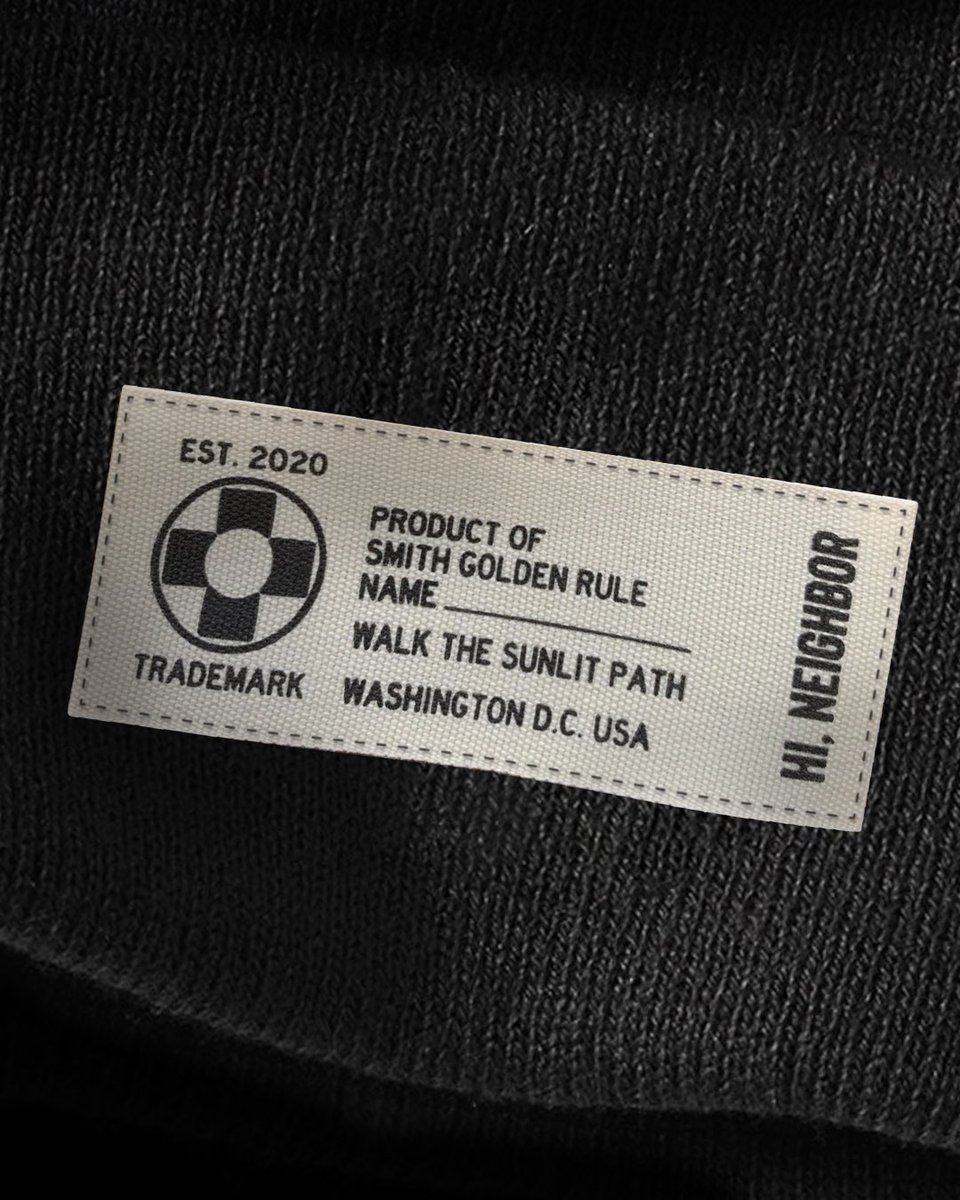 EST. 2020
TRADEMARK
PRODUCT OF
SMITH GOLDEN RULE
NAME
WALK THE SUNLIT PATH
WASHINGTON D.C. USA
HI, NEIGHBOR